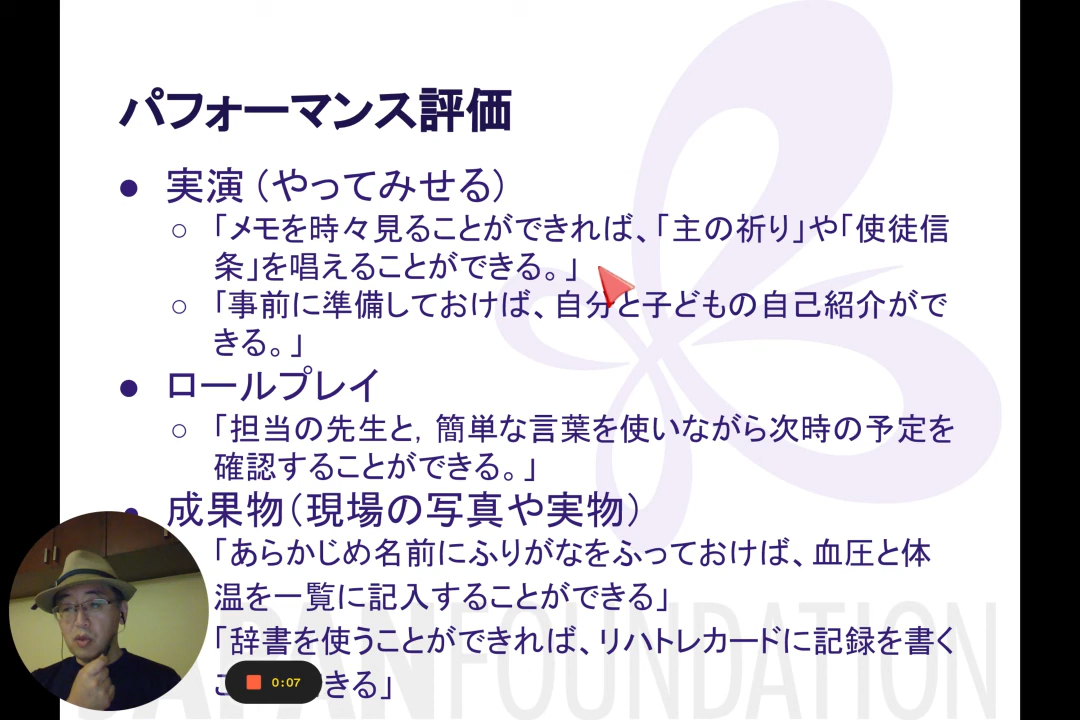 パフォーマンス評価
● 実演（やってみせる）
○ 「メモを時々見ることができれば、「主の祈り」や「使徒信
条」を唱えることができる。」
○ 「事前に準備しておけば、自分と子どもの自己紹介がで
きる。」
● ロールプレイ
○ 「担当の先生と，簡単な言葉を使いながら次時の予定を
確認することができる。」
● 成果物（現場の写真や実物）
「あらかじめ名前にふりがなをふっておけば、血圧と体
温を一覧に記入することができる」
「辞書を使うことができれば、リハトレカードに記録を書く
こ きる」
0:07
JAPAN FOUNDATION